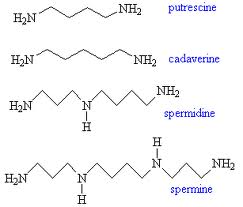 putrescine
H₂N NH₂
H₂N NH₂
cadaverine
NH₂
H₂N N
H
spermidine
H
N NH₂
H₂N N
H
spermine